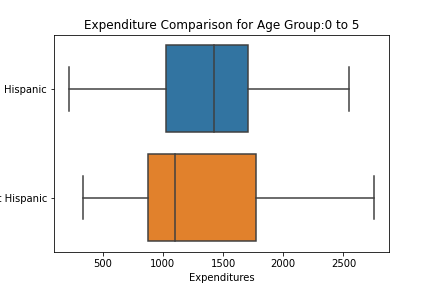 Expenditure Comparison for Age Group:0 to 5
Hispanic
Hispanic
500 1000 1500 2000 2500
Expenditures